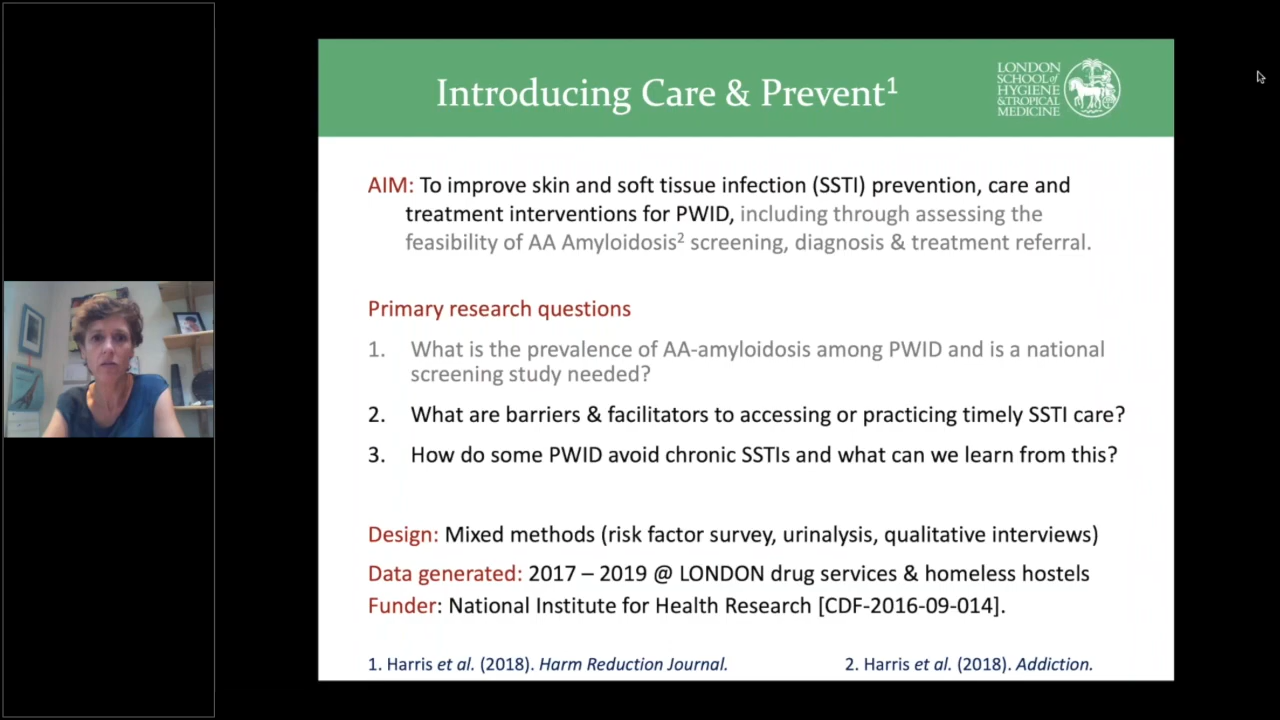 Introducing Care & Prevent1
LONDON
SCHOOL of
HYGIENE
& TROPICAL
MEDICINE
AIM: To improve skin and soft tissue infection (SSTI) prevention, care and
treatment interventions for PWID, including through assessing the
feasibility of AA Amyloidosis2 screening, diagnosis & treatment referral.
Primary research questions
1. What is the prevalence of AA-amyloidosis among PWID and is a national
screening study needed?
2. What are barriers & facilitators to accessing or practicing timely SSTI care?
3. How do some PWID avoid chronic SSTIs and what can we learn from this?
Design: Mixed methods (risk factor survey, urinalysis, qualitative interviews)
Data generated: 2017 – 2019 @ LONDON drug services & homeless hostels
Funder: National Institute for Health Research [CDF-2016-09-014].
1. Harris et al. (2018). Harm Reduction Journal.
2. Harris et al. (2018). Addiction.